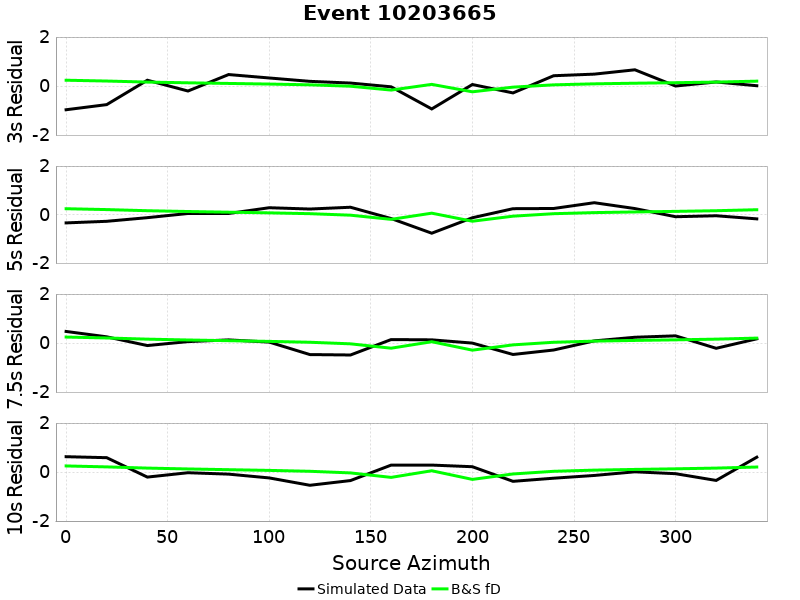 Event 10203665
3s Residual
2
0
-2
5s Residual
2
0
-2
7.5s Residual
2
0
-2
10s Residual
2
0
-2
0 50 100 150 200 250 300
Source Azimuth
Simulated Data B&S fD